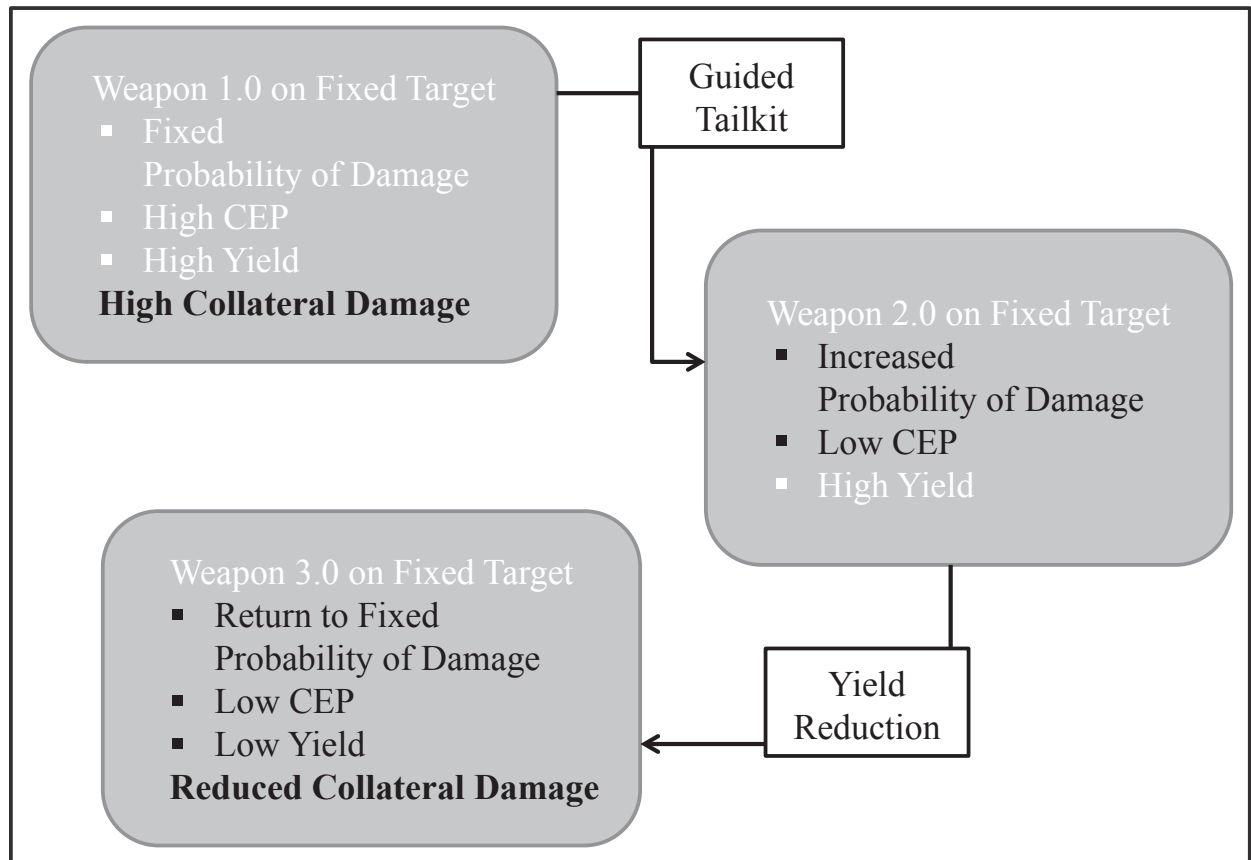 Weapon 1.0 on Fixed Target
▪ Fixed
Probability of Damage
▪ High CEP
▪ High Yield
High Collateral Damage
Guided
Tailkit
Weapon 2.0 on Fixed Target
▪ Increased
Probability of Damage
▪ Low CEP
▪ High Yield
Yield
Reduction
Weapon 3.0 on Fixed Target
▪ Return to Fixed
Probability of Damage
▪ Low CEP
▪ Low Yield
Reduced Collateral Damage